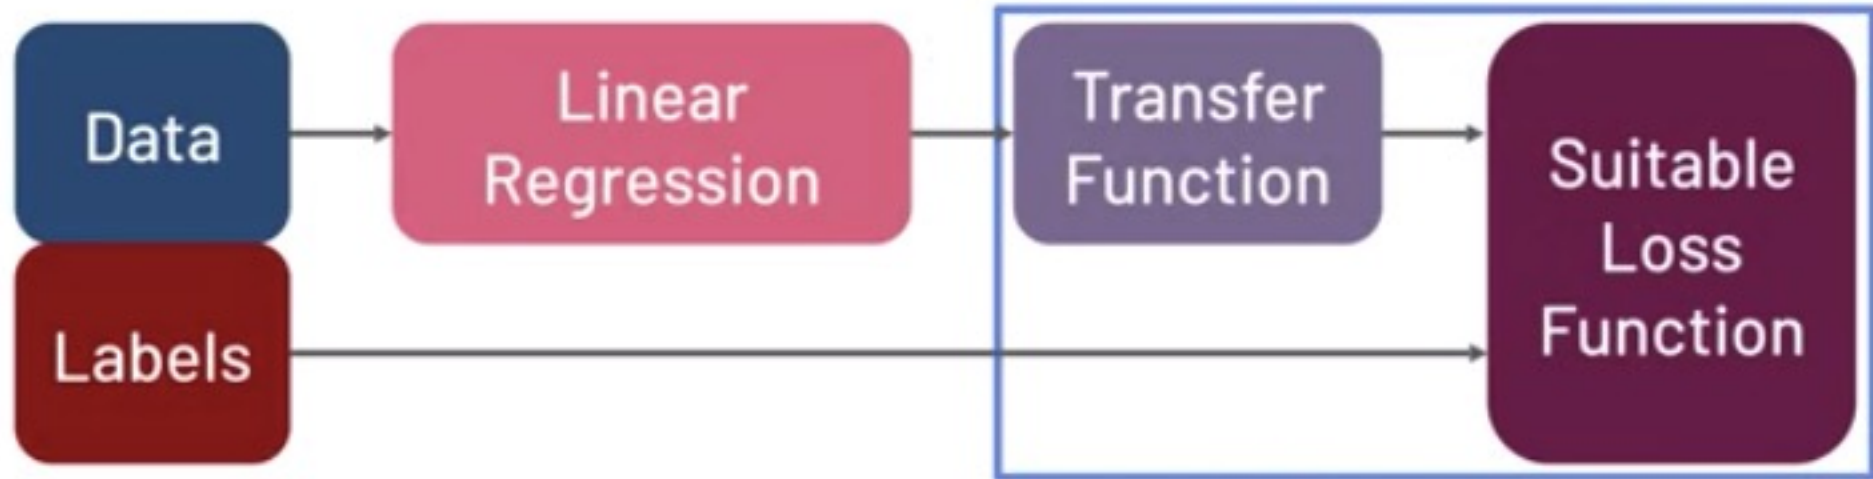 Data
Linear
Regression
Transfer
Function
Suitable
Loss
Function
Labels